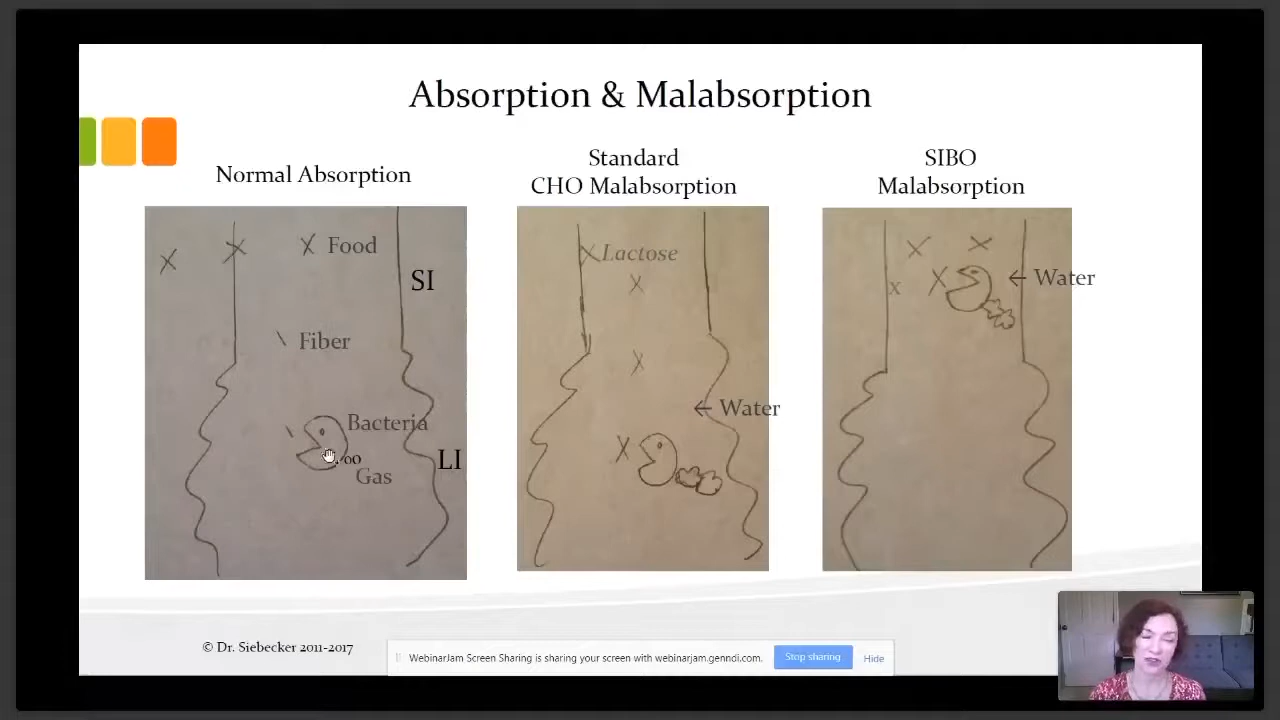 Absorption & Malabsorption
Normal Absorption
Standard
CHO Malabsorption
SIBO
Malabsorption
X X X Food
SI
Fiber
Bacteria
Gas
LI
X Lactose
X
X
← Water
X
X X
X X ← Water
© Dr. Siebecker 2011-2017
WebinarJam Screen Sharing is sharing your screen with webinarjam.genndi.com.
Stop sharing
Hide